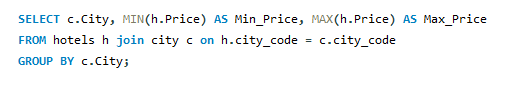 SELECT c.City, MIN(h.Price) AS Min_Price, MAX(h.Price) AS Max_Price
FROM hotels h join city c on h.city_code = c.city_code
GROUP BY c.City;